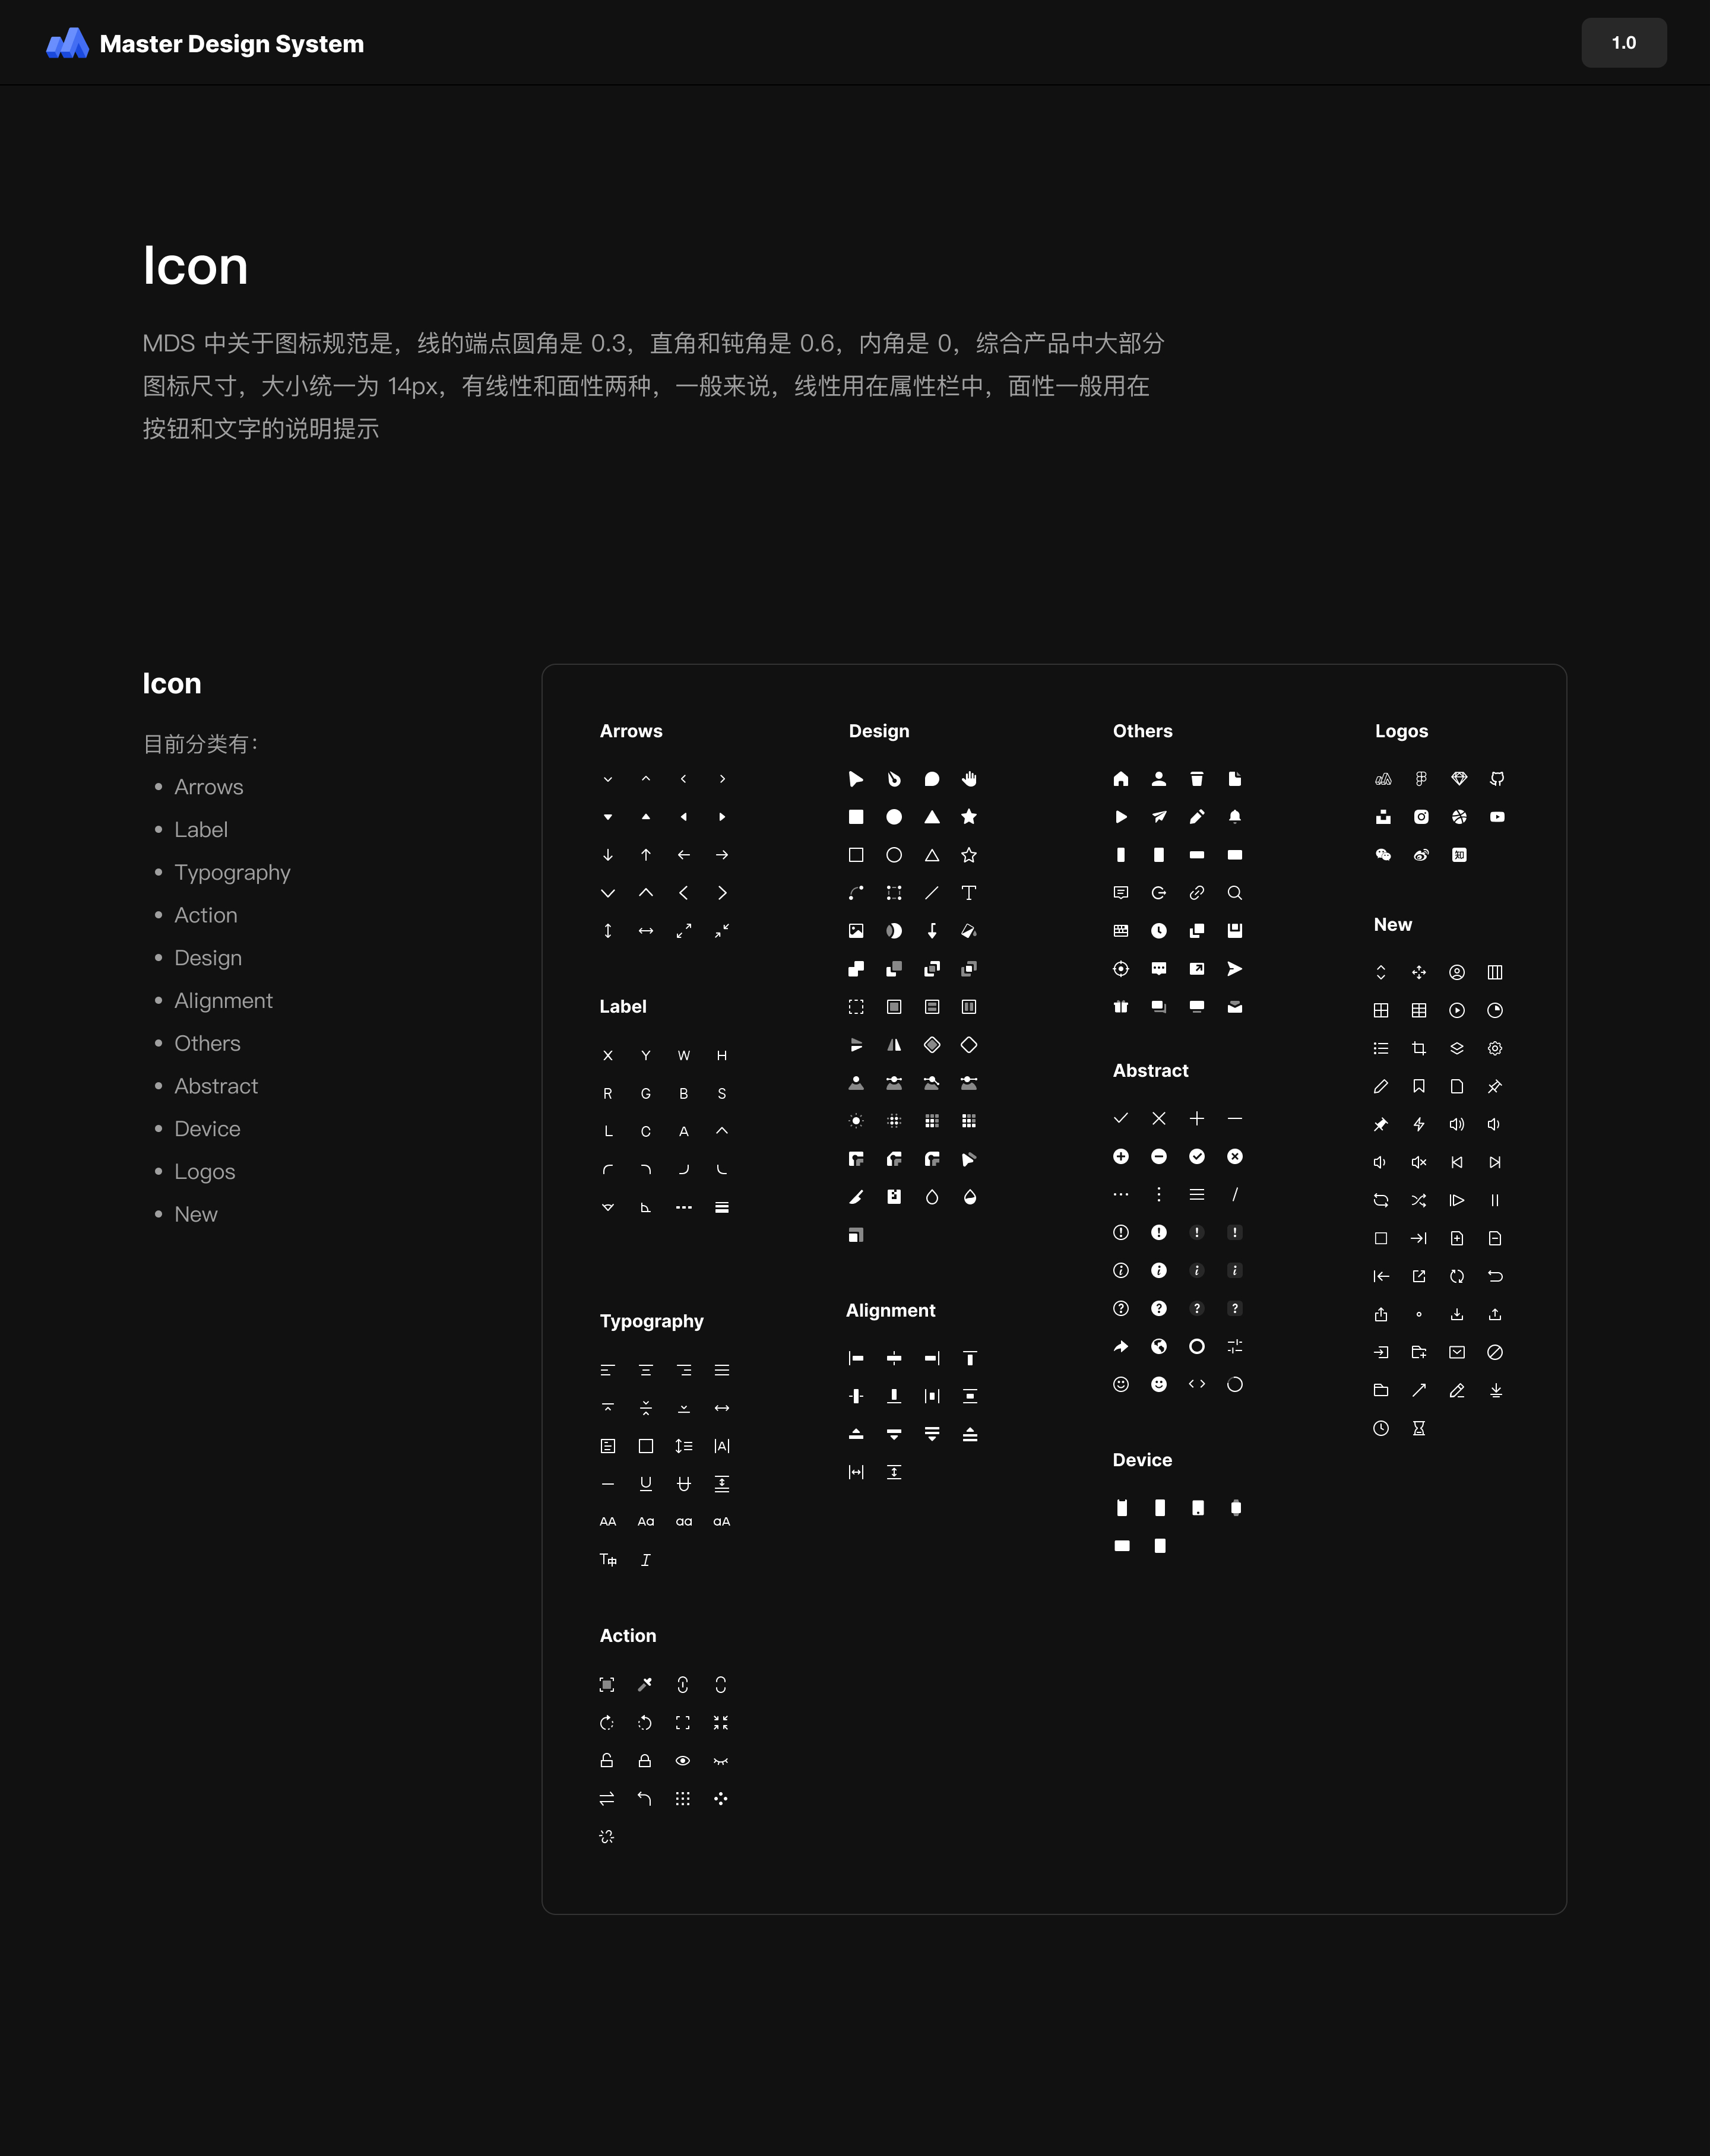 Master Design System
1.0
Icon
MDS 中关于图标规范是，线的端点圆角是 0.3，直角和钝角是 0.6，内角是 0，综合产品中大部分
图标尺寸，大小统一为 14px，有线性和面性两种，一般来说，线性用在属性栏中，面性一般用在
按钮和文字的说明提示
Icon
目前分类有：
Arrows
Label
Typography
Action
Design
Alignment
Others
Abstract
Device
Logos
New
Arrows
Label
X Y W H
R G B S
L C A
Typography
A
AA Aa aa aA
T中 I
Action
Design
T
Alignment
Others
Abstract
Device
Logos
知
New